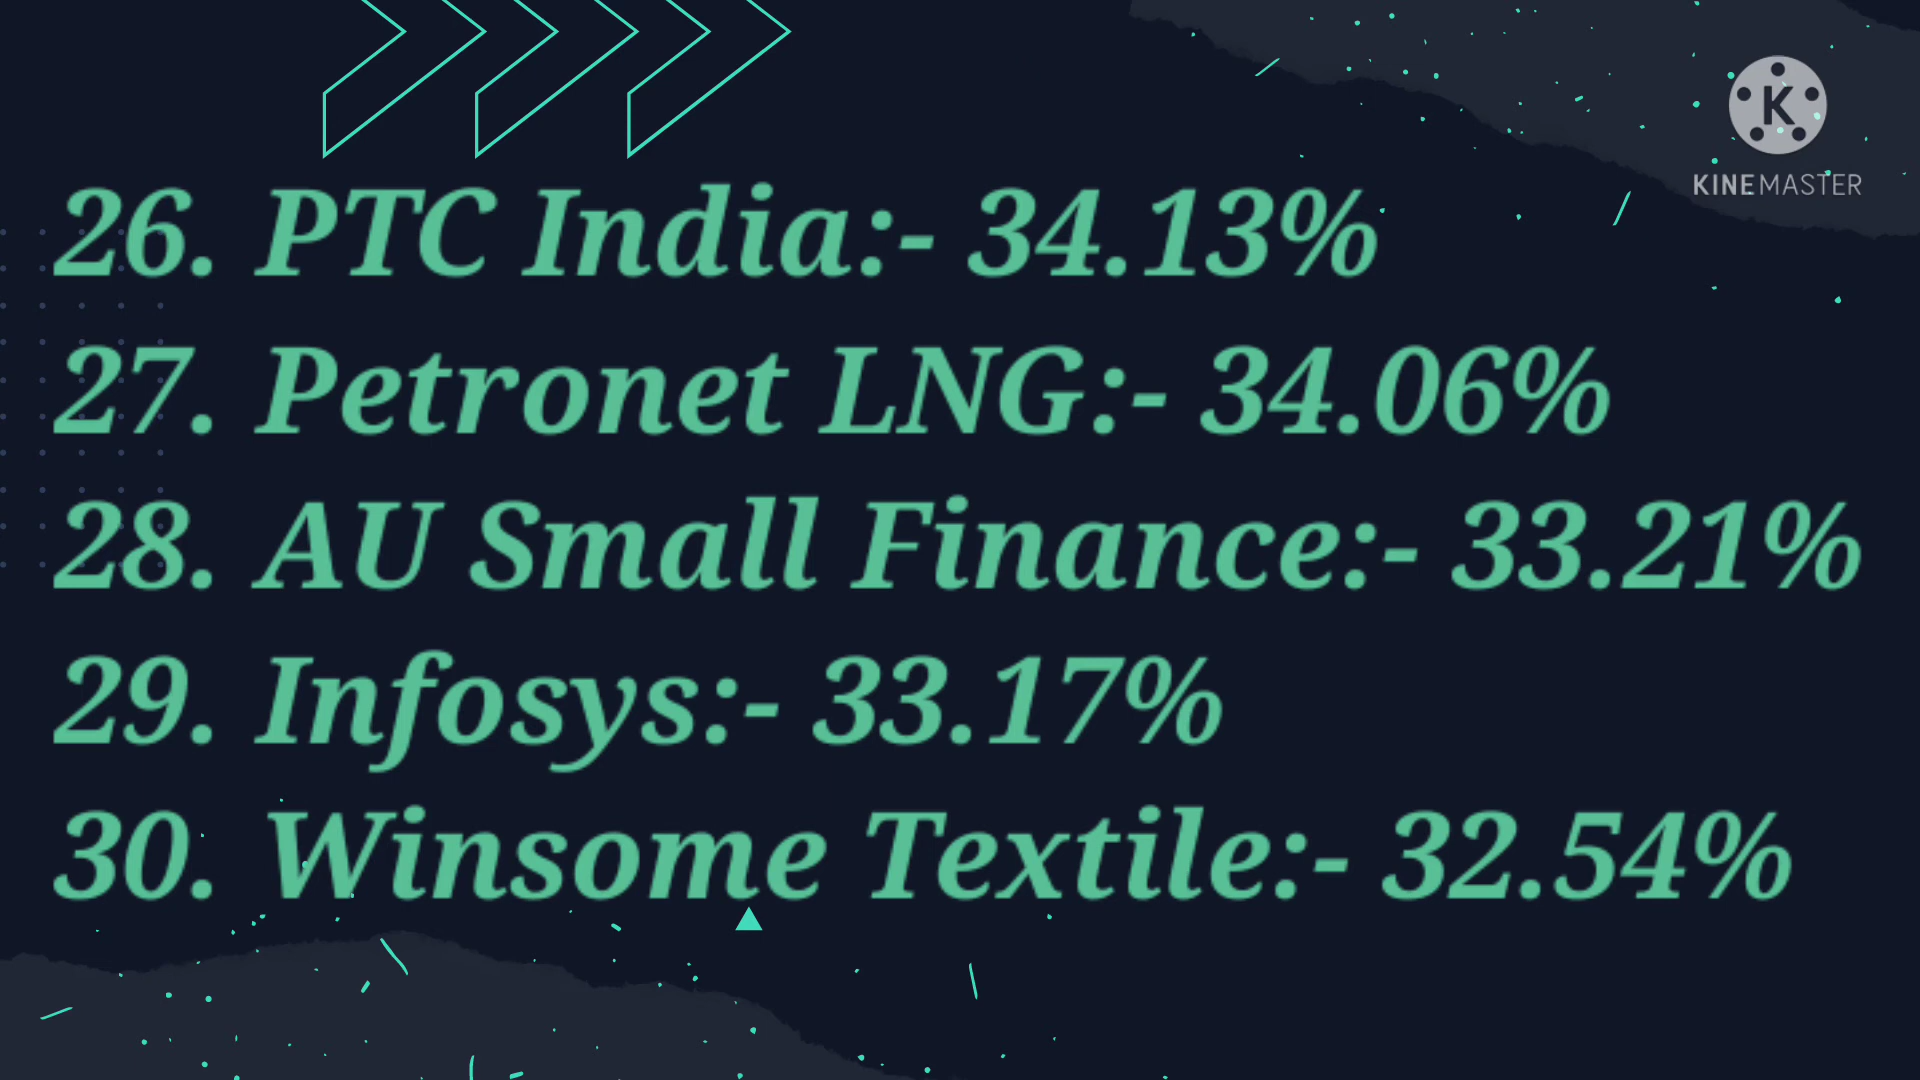 K
KINEMASTER
26. PTC India:- 34.13%
27. Petronet LNG:- 34.06%
28. AU Small Finance:- 33.21%
29. Infosys:- 33.17%
30. Winsome Textile:- 32.54%